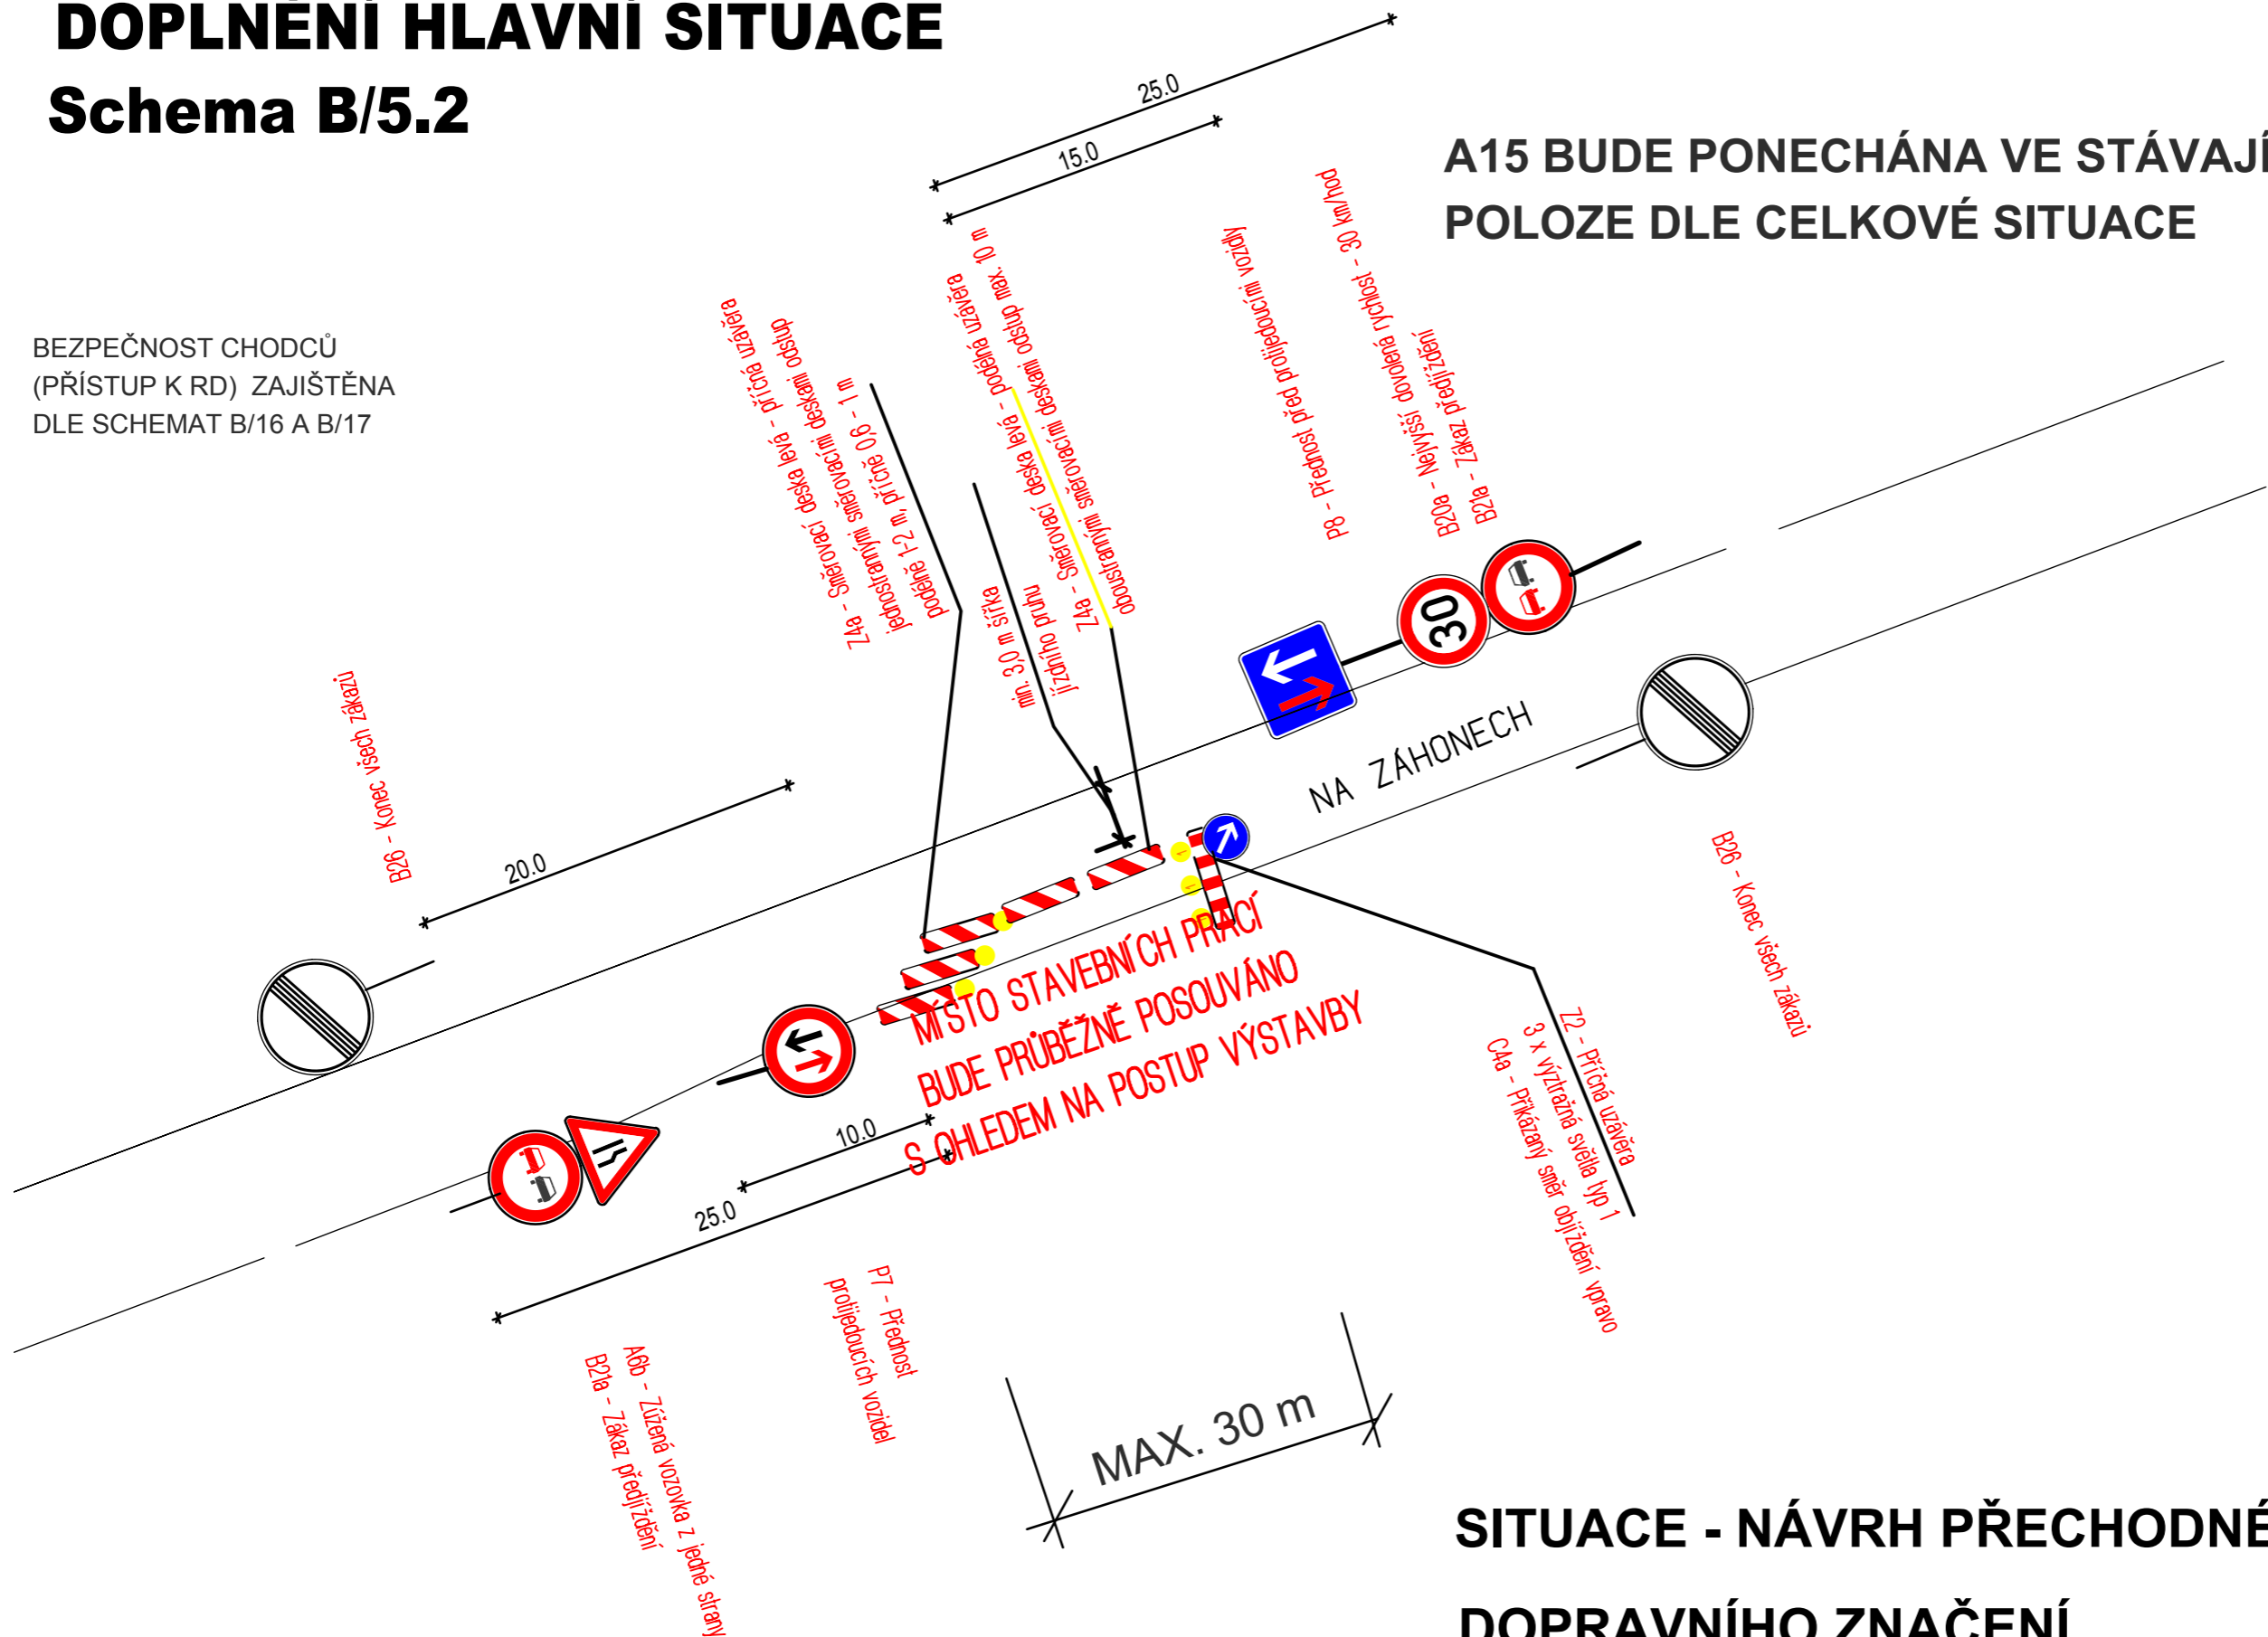 DOPLNĚNÍ HLAVNÍ SITUACE
Schema B/5.2
25.0
15.0
A15 BUDE PONECHÁNA VE STÁVAJÍ
POLOZE DLE CELKOVÉ SITUACE
BEZPEČNOST CHODCŮ
(PŘÍSTUP K RD) ZAJIŠTĚNA
DLE SCHEMAT B/16 A B/17
Z4a - Směrovací deska levá - příčná uzávěra
jednostrannými směrovacími deskami odstup
podélně 1-2 m, příčně 0,6 - 1 m
min. 3,0 m šířka
jízdního pruhu
Z4a - Směrovací deska levá - podélná uzávěra
oboustrannými směrovacími deskami odstup max. 10 m
P8 - Přednost před protijedoucími vozidly
B20a - Nejvyšší dovolená rychlost - 30 km/hod
B21a - Zákaz předjíždění
30
B26 - Konec všech zákazů
20.0
NA ZÁHONECH
B26 - Konec všech zákazů
MÍSTO STAVEBNÍCH PRACÍ
BUDE PRŮBĚŽNĚ POSOUVÁNO
S OHLEDEM NA POSTUP VÝSTAVBY
10.0
25.0
Z2 - Příčná uzávěra
3 x výztražná světla typ 1
C4a - Přikázaný směr objíždění vpravo
P7 - Přednost
protijedoucích vozidel
A6b - Zúžená vozovka z jedné strany
B21a - Zákaz předjíždění
MAX. 30 m
SITUACE - NÁVRH PŘECHODNÉ
DOPRAVNÍHO ZNAČENÍ